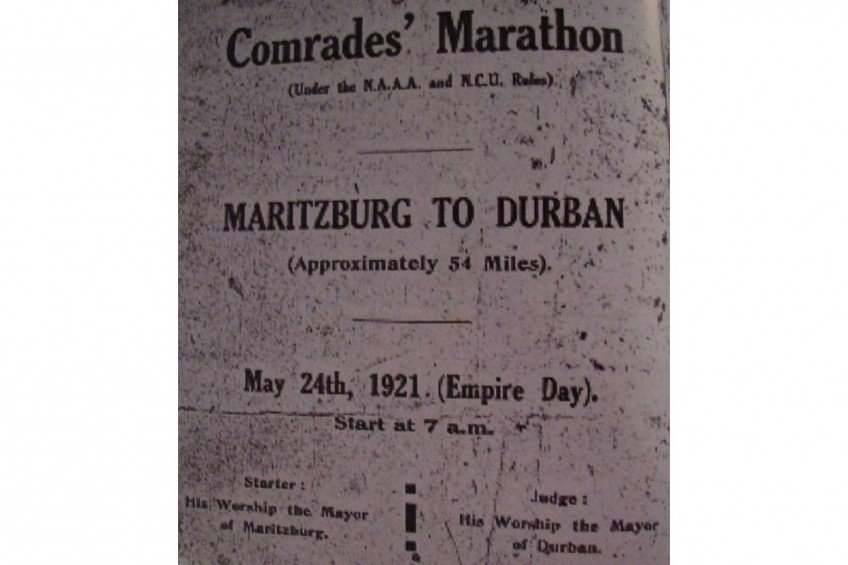 Comrades' Marathon
(Under the N.A.A.A. and N.C.U. Rules).
MARITZBURG TO DURBAN
(Approximately 54 Miles).
May 24th, 1921. (Empire Day).
Start at 7 a.m.
Starter:
His Worship the Mayor
of Maritzburg.
Judge:
His Worship the Mayor
of Durban.